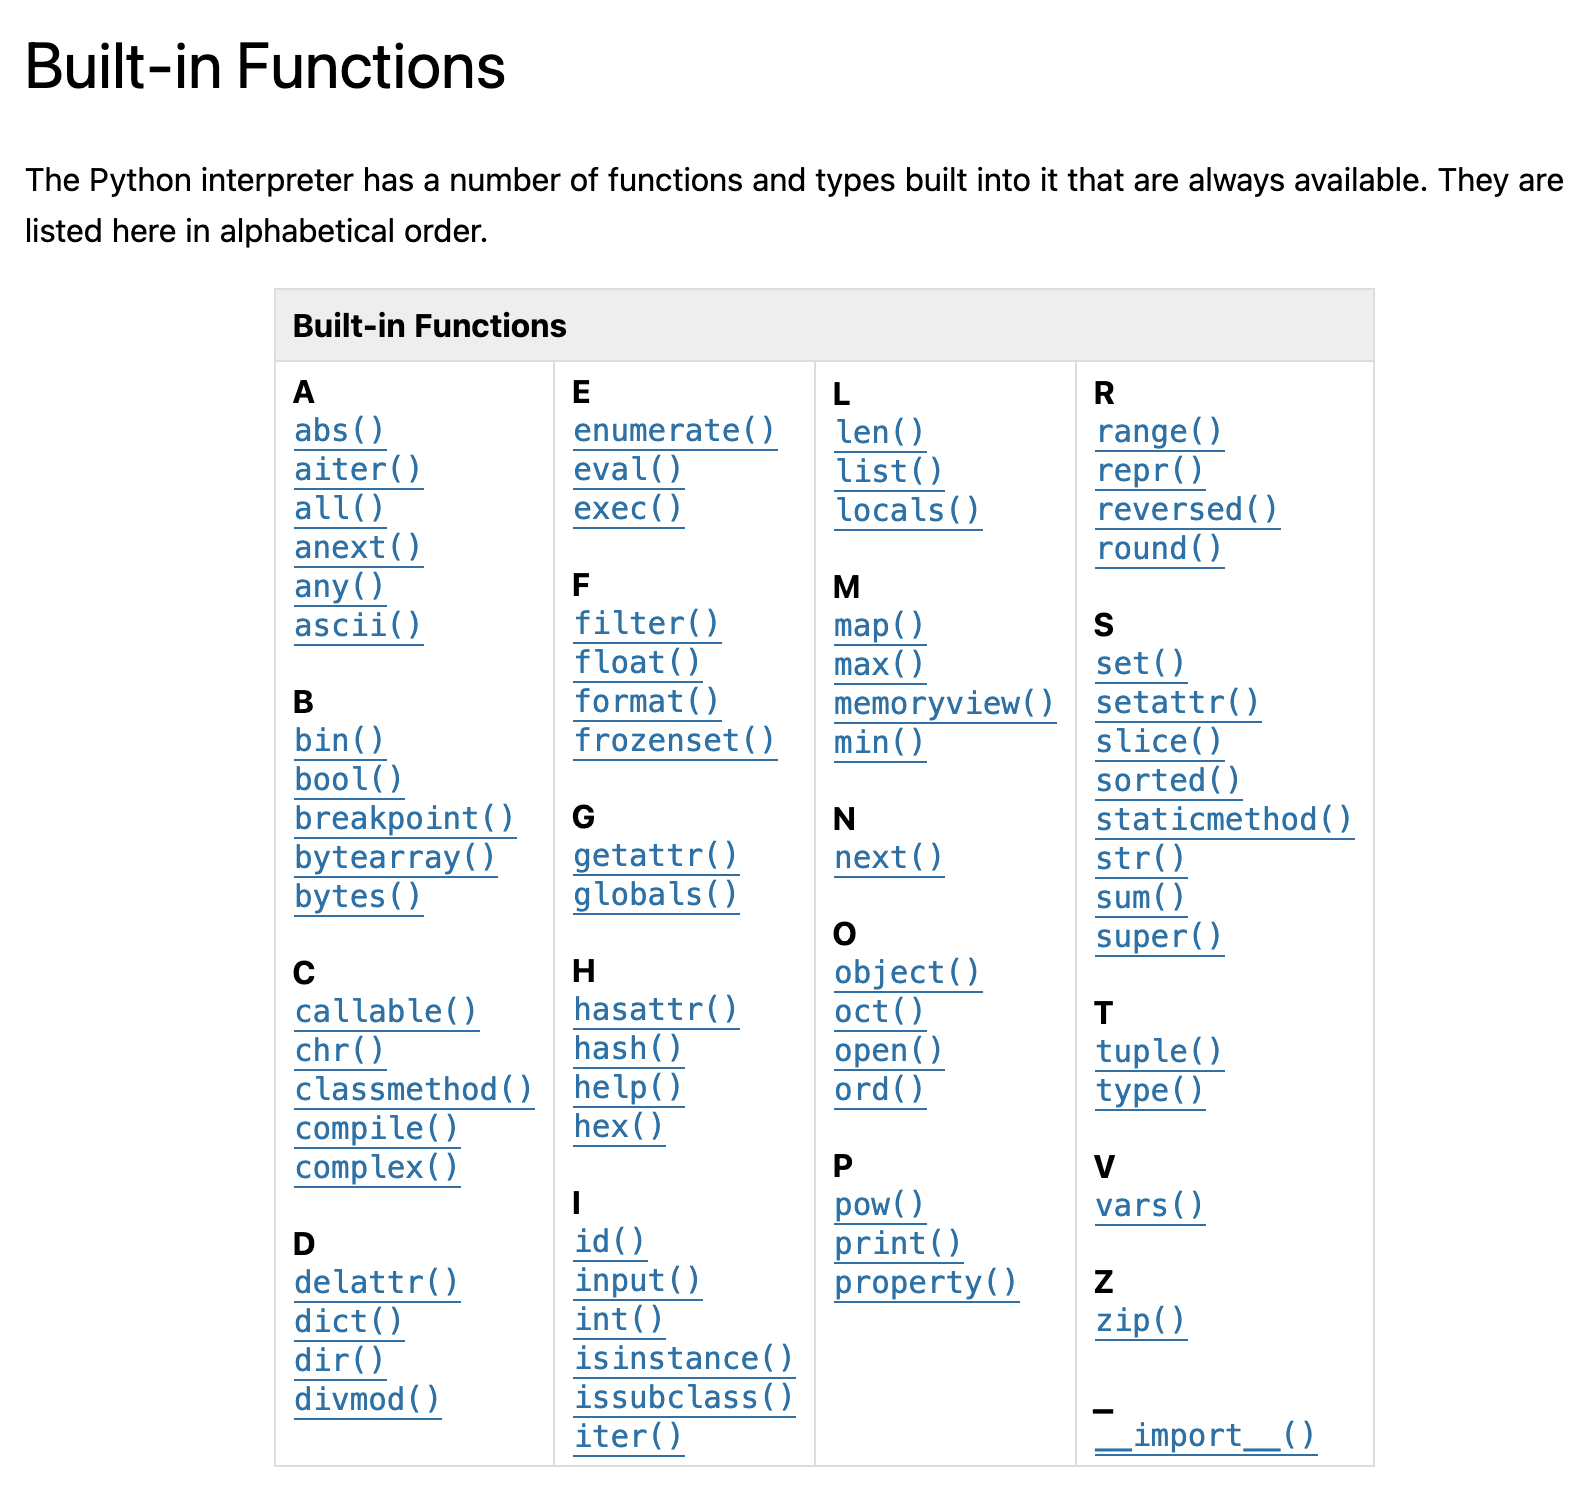 Built-in Functions
The Python interpreter has a number of functions and types built into it that are always available. They are
listed here in alphabetical order.
Built-in Functions
A
abs()
aiter()
all()
anext()
any()
ascii()
B
bin()
bool()
breakpoint()
bytearray()
bytes()
C
callable()
chr()
classmethod()
compile()
complex()
D
delattr()
dict()
dir()
divmod()
E
enumerate()
eval()
exec()
F
filter()
float()
format()
frozenset()
G
getattr()
globals()
H
hasattr()
hash()
help()
hex()
I
id()
input()
int()
isinstance()
issubclass()
iter()
L
len()
list()
locals()
M
map()
max()
memoryview()
min()
N
next()
O
object()
oct()
open()
ord()
P
pow()
print()
property()
R
range()
repr()
reversed()
round()
S
set()
setattr()
slice()
sorted()
staticmethod()
str()
sum()
super()
T
tuple()
type()
V
vars()
Z
zip()
_
__import__()